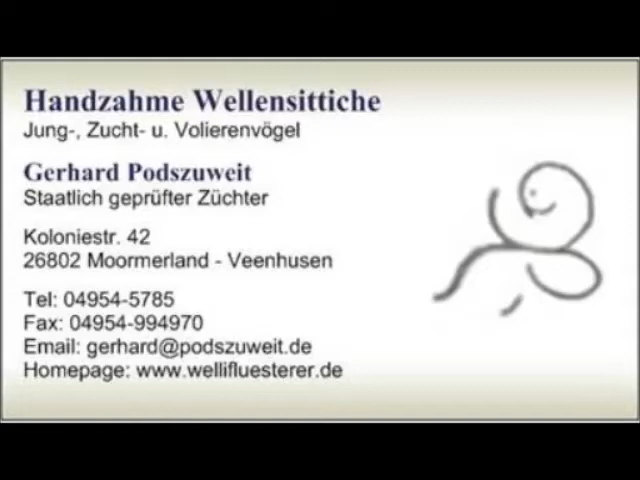 Handzahme Wellensittiche
Jung-, Zucht- u. Volierenvögel
Gerhard Podszuweit
Staatlich geprüfter Züchter
Koloniestr. 42
26802 Moormerland - Veenhusen
Tel: 04954-5785
Fax: 04954-994970
Email: gerhard@podszuweit.de
Homepage: www.wellifluesterer.de